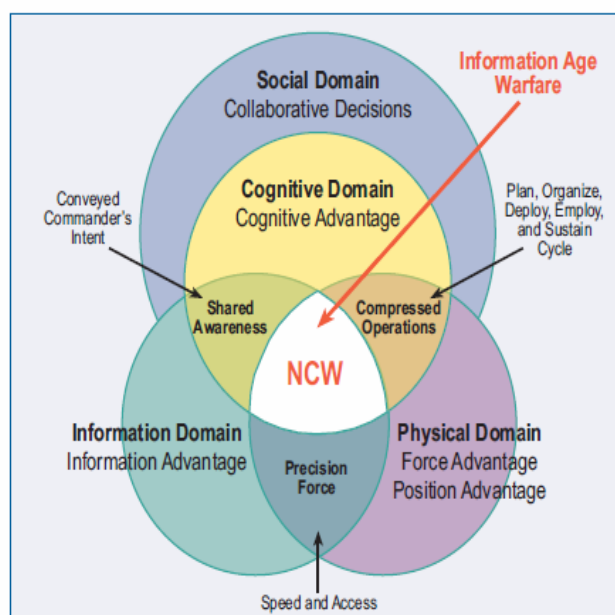 Information Age
Warfare
Social Domain
Collaborative Decisions
Cognitive Domain
Cognitive Advantage
Conveyed
Commander's
Intent
Plan, Organize,
Deploy, Employ,
and Sustain
Cycle
Shared
Awareness
Compressed
Operations
NCW
Information Domain
Information Advantage
Physical Domain
Force Advantage
Position Advantage
Precision
Force
Speed and Access